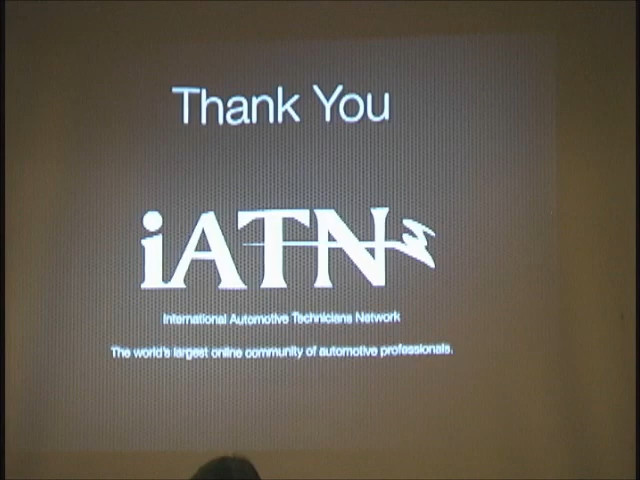 Thank You
iATN
International Automotive Technicians Network
The world's largest online community of automotive professionals.